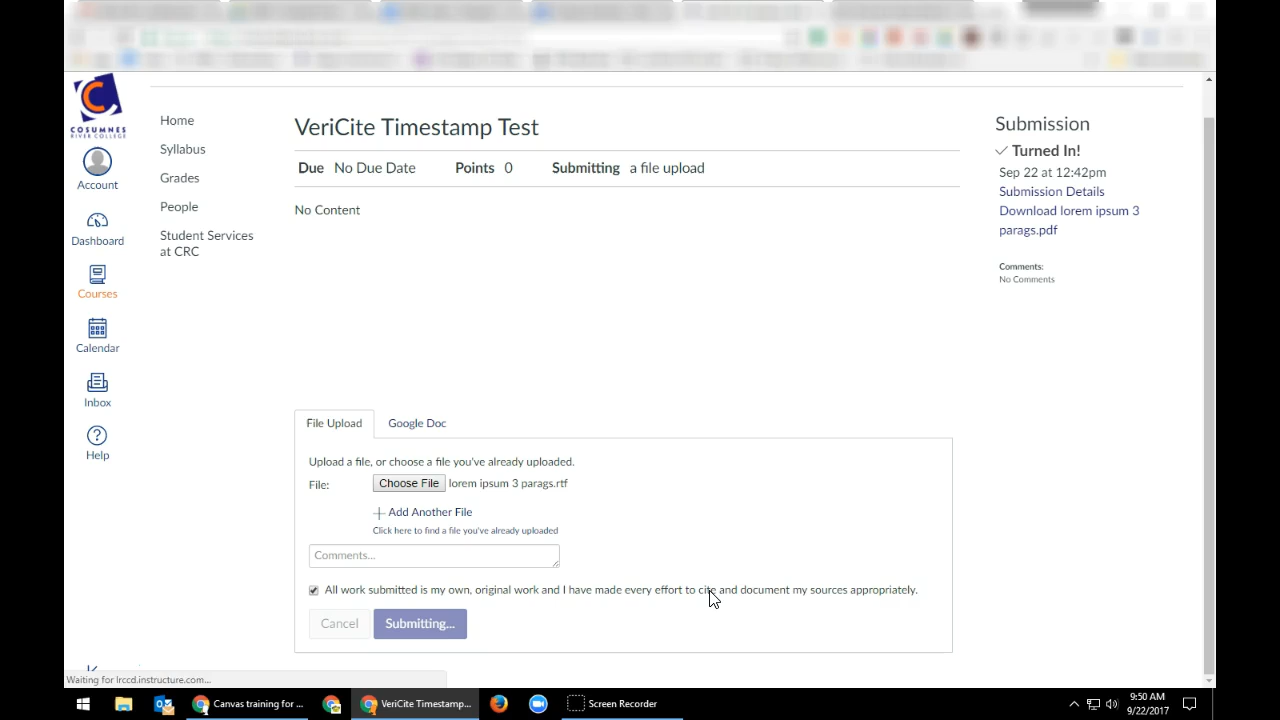 COSUMNES
RIVER COLLEGE
Account
Dashboard
Courses
Calendar
Inbox
Help
Home
Syllabus
Grades
People
Student Services
at CRC
VeriCite Timestamp Test
Due No Due Date Points 0 Submitting a file upload
No Content
File Upload Google Doc
Upload a file, or choose a file you've already uploaded.
File: Choose File lorem ipsum 3 parags.rtf
Add Another File
Click here to find a file you've already uploaded
Comments...
All work submitted is my own, original work and I have made every effort to cite and document my sources appropriately.
Cancel Submitting...
Submission
Turned In!
Sep 22 at 12:42pm
Submission Details
Download lorem ipsum 3
parags.pdf
Comments:
No Comments
Waiting for lrccd.instructure.com...
Canvas training for ...
VeriCite Timestamp...
Screen Recorder
9:50 AM
9/22/2017